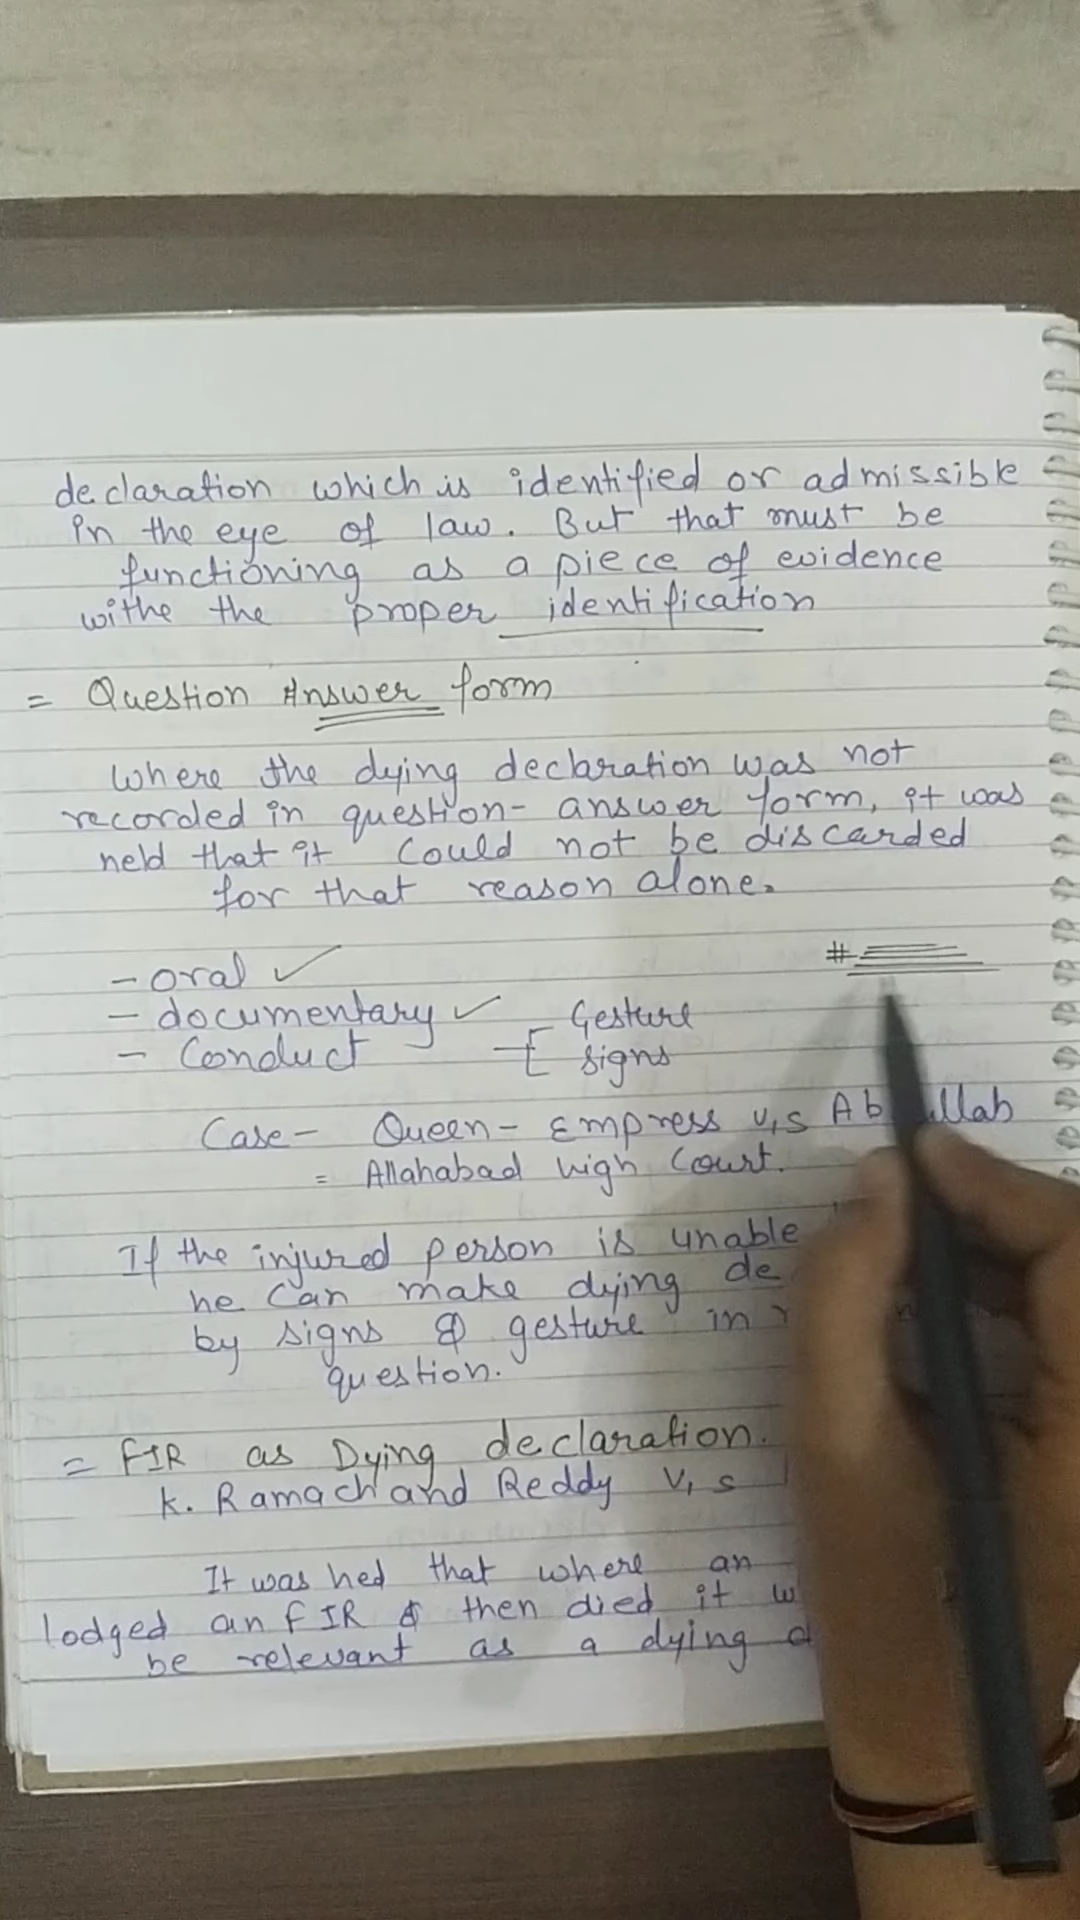 declaration which is identified or admissible
in the eye of law. But that must be
functioning as a piece of evidence
withe the proper identification
= Question Answer form
Where the dying declaration was not
recorded in question- answer form, it was
held that it could not be discarded
for that reason alone.
- oral ✓
#
- documentary ✓
Gesture
- Conduct
signs
Case- Queen- Empress v,s
= Allahabad high Court.
If the injured person is unable
he can make dying de
by signs & gesture in
question.
= FIR as Dying declaration.
K. Ramachand Reddy v,s
It was hed that where an
lodged an FIR & then died it w
be relevant as a dying d